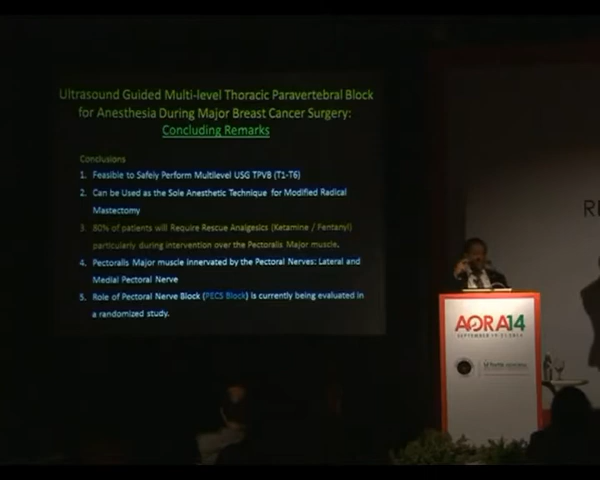 Ultrasound Guided Multi-level Thoracic Paravertebral Block
for Anesthesia During Major Breast Cancer Surgery:
Concluding Remarks
Conclusions
1. Feasible to Safely Perform Multilevel USG TPVB (T1-T6)
2. Can be Used as the Sole Anesthetic Technique for Modified Radical
Mastectomy
3. 80% of patients will Require Rescue Analgesics (Ketamine / Fentanyl)
particularly during intervention over the Pectoralis Major muscle.
4. Pectoralis Major muscle innervated by the Pectoral Nerves: Lateral and
Medial Pectoral Nerve
5. Role of Pectoral Nerve Block (PECS Block) is currently being evaluated in
a randomized study.
AORA14